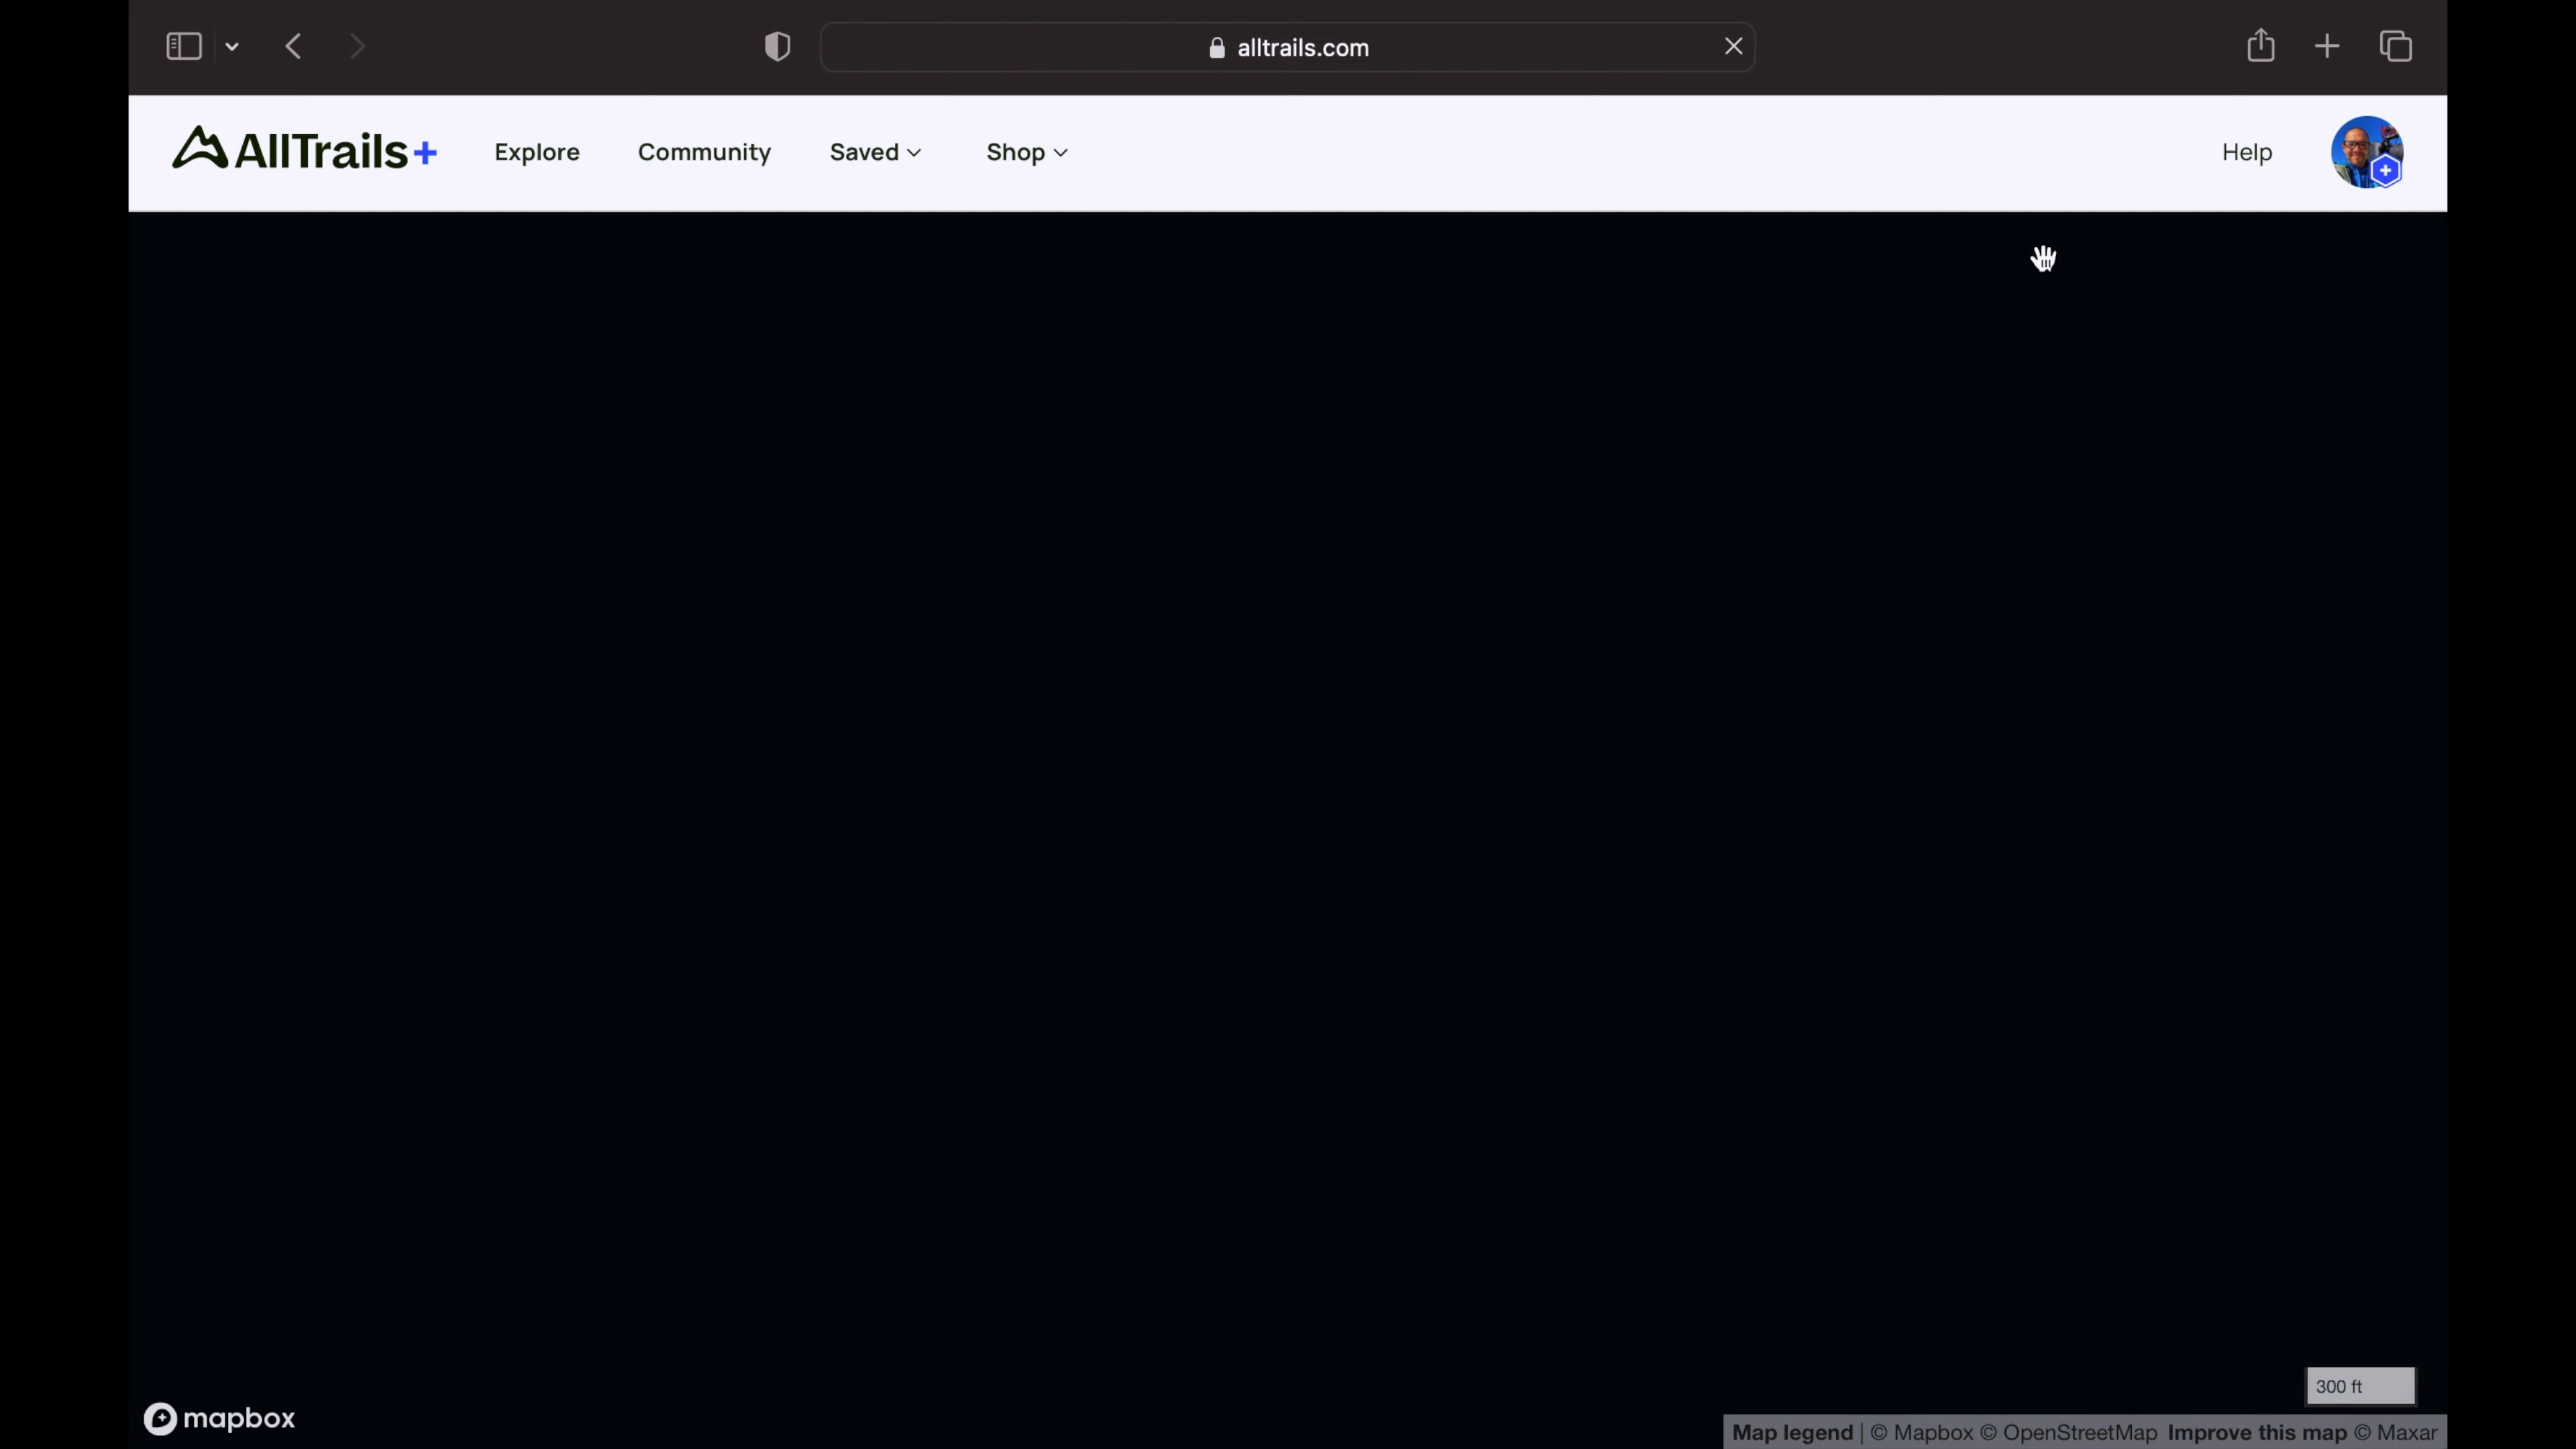 alltrails.com
AllTrails+ Explore Community Saved Shop Help
300 ft
mapbox
Map legend | © Mapbox © OpenStreetMap Improve this map © Maxar